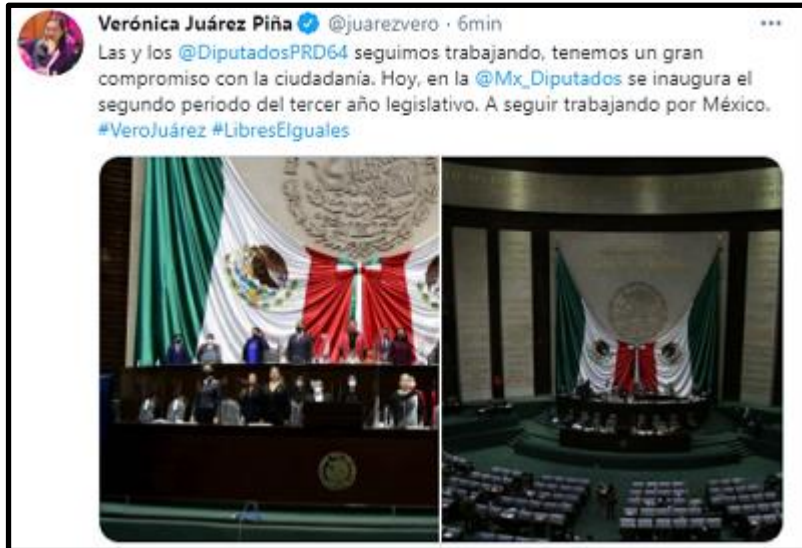 Verónica Juárez Piña @juarezvero · 6min
Las y los @DiputadosPRD64 seguimos trabajando, tenemos un gran
compromiso con la ciudadanía. Hoy, en la @Mx_Diputados se inaugura el
segundo periodo del tercer año legislativo. A seguir trabajando por México.
#VeroJuárez #LibresEIguales